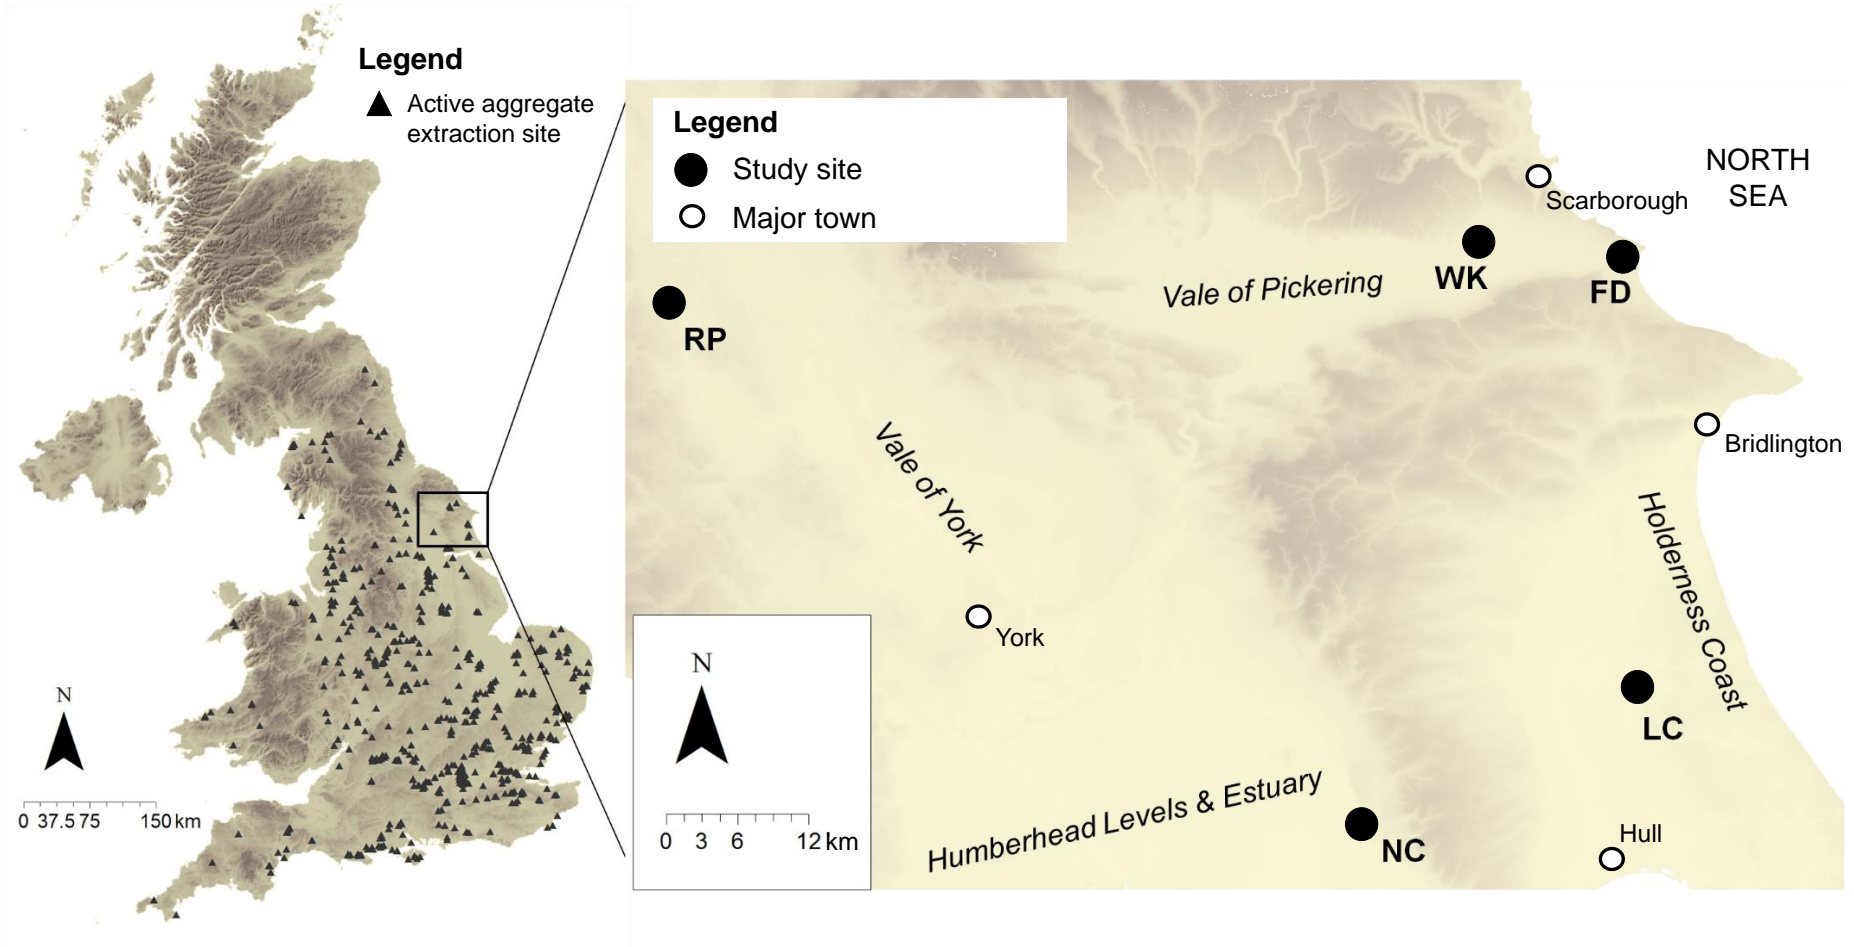 Legend
Active aggregate
extraction site
N
0 37.5 75 150 km
Legend
Study site
Major town
NORTH
SEA
Scarborough
WK
FD
Vale of Pickering
RP
Bridlington
Vale of York
Holderness Coast
York
LC
N
0 3 6 12 km
Humberhead Levels & Estuary
NC
Hull